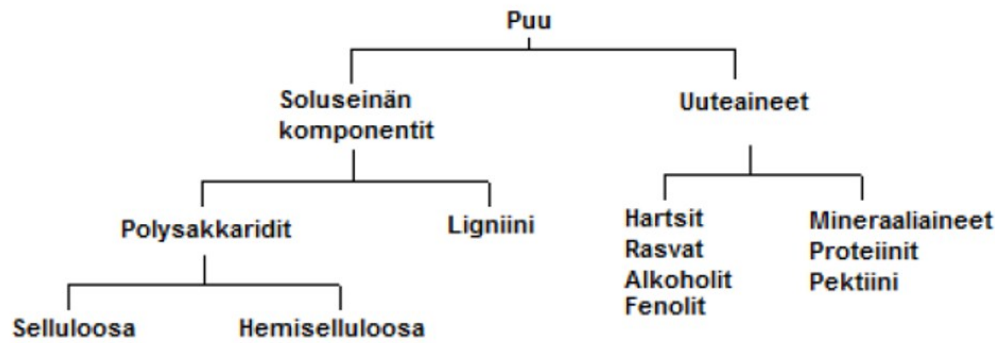 Puu
Soluseinän
komponentit
Uuteaineet
Polysakkaridit
Ligniini
Hartsit
Rasvat
Alkoholit
Fenolit
Mineraaliaineet
Proteiinit
Pektiini
Selluloosa
Hemiselluloosa